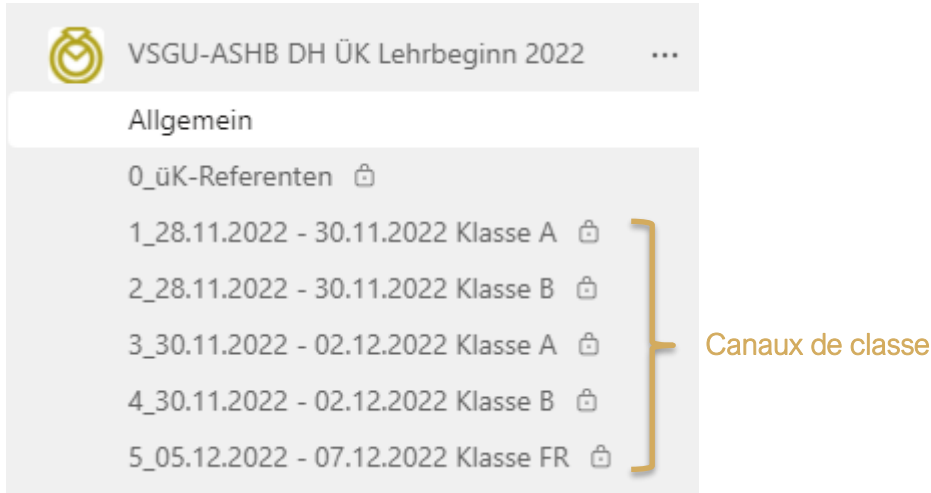 VSGU-ASHB DH ÜK Lehrbeginn 2022 ...
Allgemein
0_üK-Referenten
1_28.11.2022 - 30.11.2022 Klasse A
2_28.11.2022 - 30.11.2022 Klasse B
3_30.11.2022 - 02.12.2022 Klasse A
Canaux de classe
4_30.11.2022 - 02.12.2022 Klasse B
5_05.12.2022 - 07.12.2022 Klasse FR